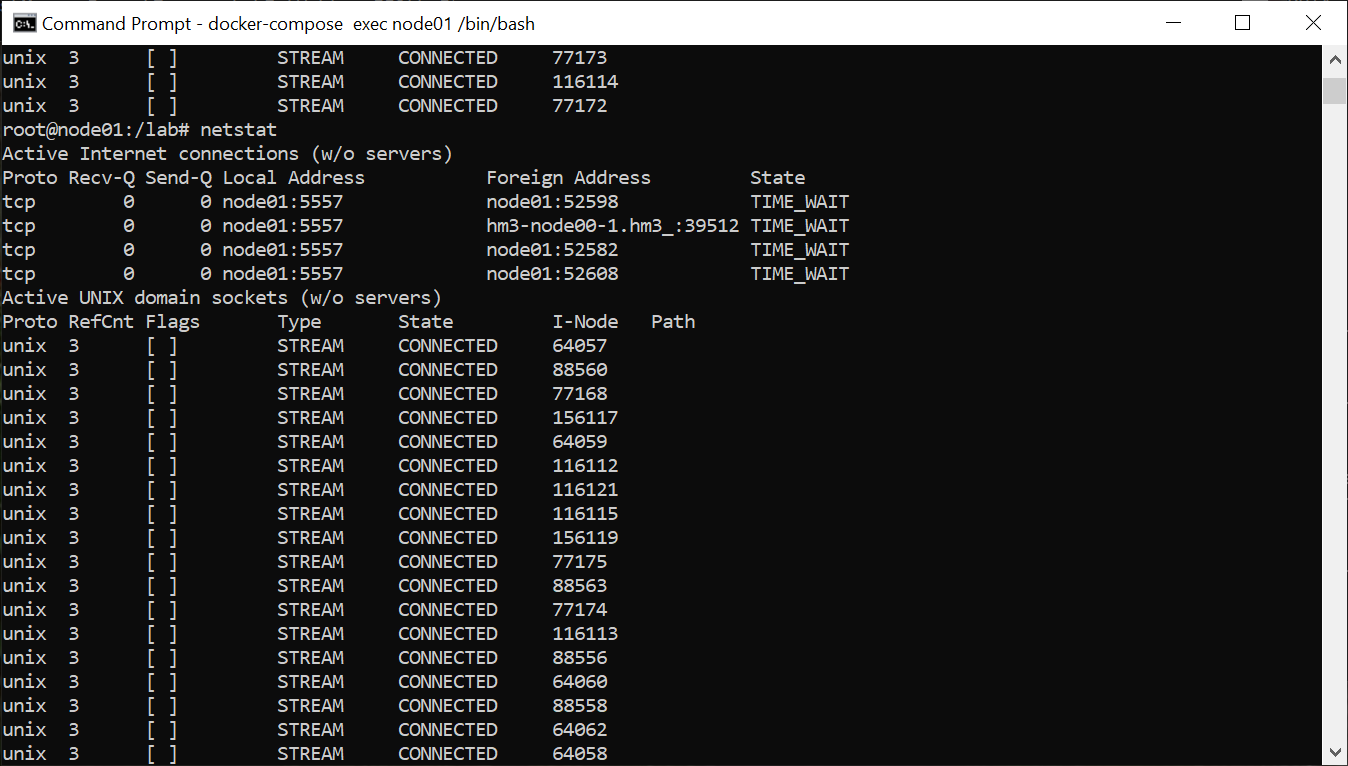 Command Prompt - docker-compose  exec node01 /bin/bash
unix  3      [ ]         STREAM     CONNECTED     77173
unix  3      [ ]         STREAM     CONNECTED     116114
unix  3      [ ]         STREAM     CONNECTED     77172
root@node01:/lab# netstat
Active Internet connections (w/o servers)
Proto Recv-Q Send-Q Local Address           Foreign Address         State
tcp        0      0 node01:5557             node01:52598            TIME_WAIT
tcp        0      0 node01:5557             hm3-node00-1.hm3_:39512 TIME_WAIT
tcp        0      0 node01:5557             node01:52582            TIME_WAIT
tcp        0      0 node01:5557             node01:52608            TIME_WAIT
Active UNIX domain sockets (w/o servers)
Proto RefCnt Flags       Type       State         I-Node   Path
unix  3      [ ]         STREAM     CONNECTED     64057
unix  3      [ ]         STREAM     CONNECTED     88560
unix  3      [ ]         STREAM     CONNECTED     77168
unix  3      [ ]         STREAM     CONNECTED     156117
unix  3      [ ]         STREAM     CONNECTED     64059
unix  3      [ ]         STREAM     CONNECTED     116112
unix  3      [ ]         STREAM     CONNECTED     116121
unix  3      [ ]         STREAM     CONNECTED     116115
unix  3      [ ]         STREAM     CONNECTED     156119
unix  3      [ ]         STREAM     CONNECTED     77175
unix  3      [ ]         STREAM     CONNECTED     88563
unix  3      [ ]         STREAM     CONNECTED     77174
unix  3      [ ]         STREAM     CONNECTED     116113
unix  3      [ ]         STREAM     CONNECTED     88556
unix  3      [ ]         STREAM     CONNECTED     64060
unix  3      [ ]         STREAM     CONNECTED     88558
unix  3      [ ]         STREAM     CONNECTED     64062
unix  3      [ ]         STREAM     CONNECTED     64058